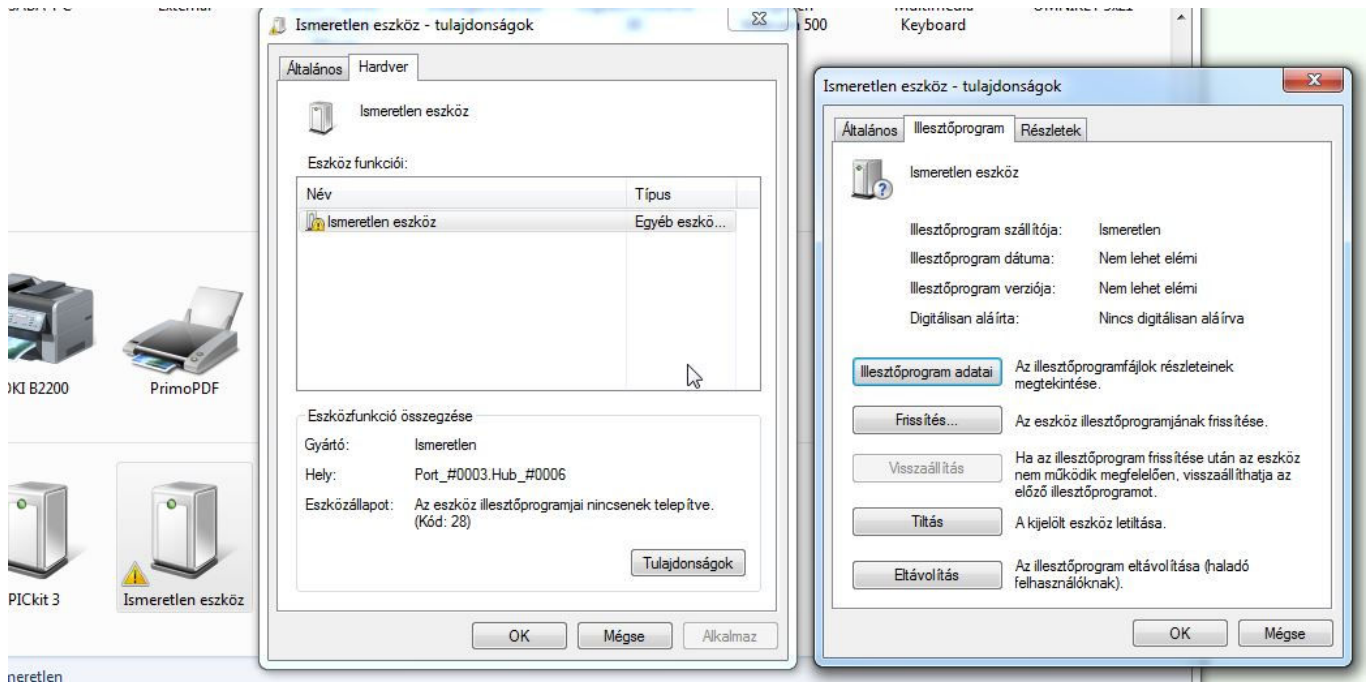 External
500
Multimedia
Keyboard
OMNIKEY 5x21
OKI B2200
PrimoPDF
PICkit 3
Ismeretlen eszköz
Ismeretlen eszköz - tulajdonságok
Általános Hardver
Ismeretlen eszköz
Eszköz funkciói:
Név Típus
Ismeretlen eszköz Egyéb eszkö...
Eszközfunkció összegzése
Gyártó: Ismeretlen
Hely: Port_#0003.Hub_#0006
Eszközállapot: Az eszköz illesztőprogramjai nincsenek telepítve.
(Kód: 28)
Tulajdonságok
OK Mégse Alkalmaz
Ismeretlen eszköz - tulajdonságok
Általános Illesztőprogram Részletek
Ismeretlen eszköz
Illesztőprogram szállítója: Ismeretlen
Illesztőprogram dátuma: Nem lehet elérni
Illesztőprogram verziója: Nem lehet elérni
Digitálisan aláírta: Nincs digitálisan aláírva
Illesztőprogram adatai Az illesztőprogramfájlok részleteinek
megtekintése.
Frissítés... Az eszköz illesztőprogramjának frissítése.
Visszaállítás Ha az illesztőprogram frissítése után az eszköz
nem működik megfelelően, visszaállíthatja az
előző illesztőprogramot.
Tiltás A kijelölt eszköz letiltása.
Eltávolítás Az illesztőprogram eltávolítása (haladó
felhasználóknak).
OK Mégse